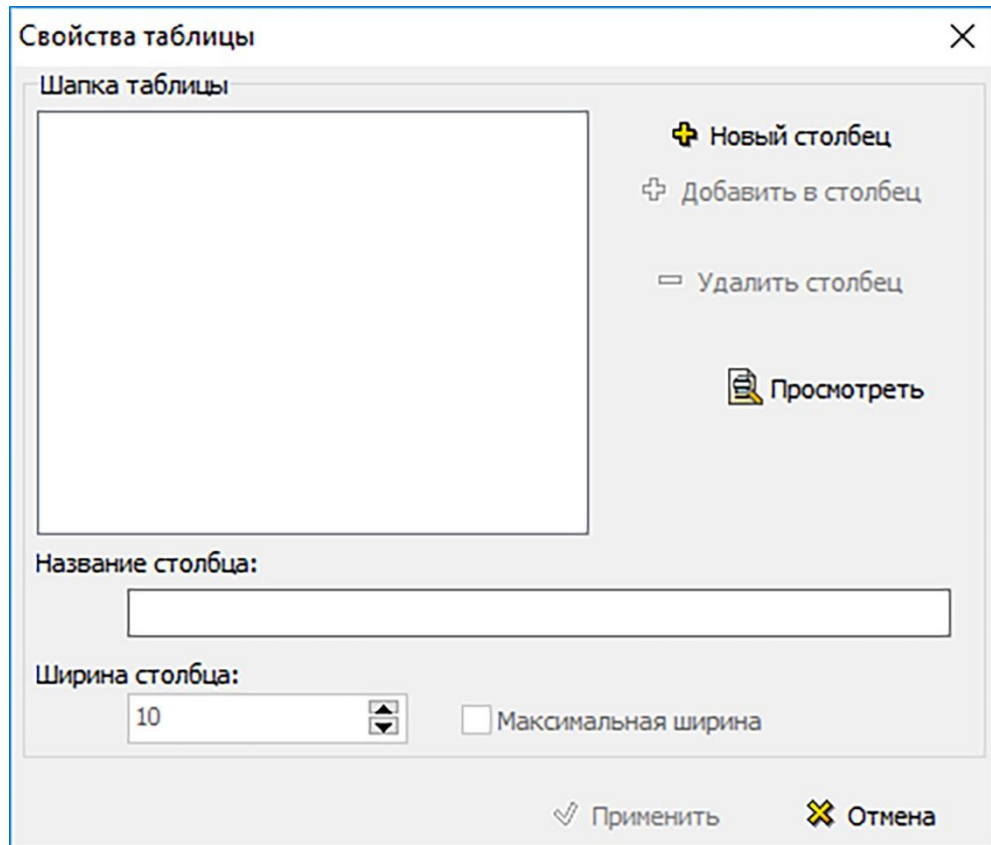 Свойства таблицы
Шапка таблицы
Новый столбец
Добавить в столбец
Удалить столбец
Просмотреть
Название столбца:
Ширина столбца:
10
Максимальная ширина
Применить
Отмена